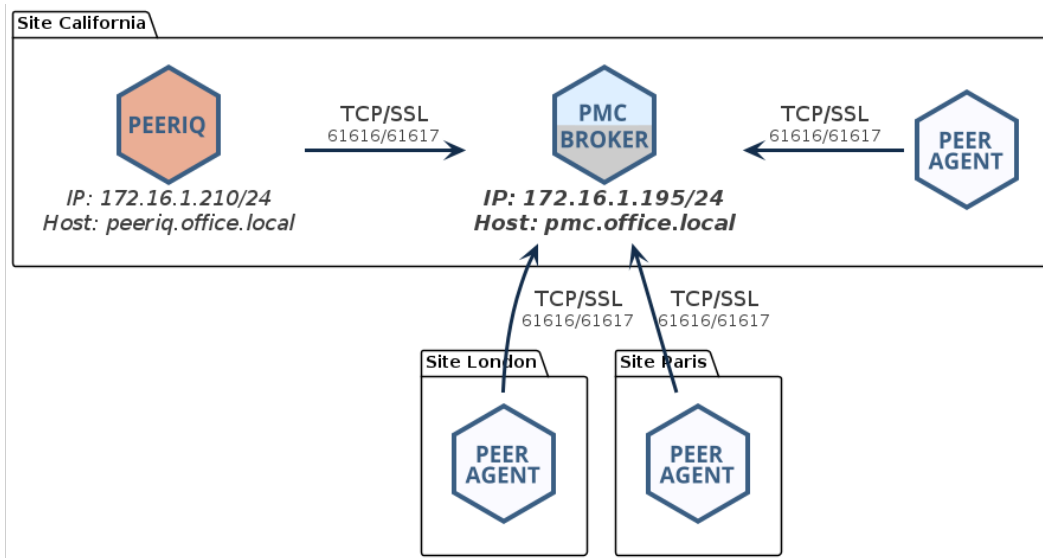 Site California
PEERIQ
TCP/SSL
61616/61617
PMC
BROKER
TCP/SSL
61616/61617
PEER
AGENT
IP: 172.16.1.210/24
Host: peeriq.office.local
IP: 172.16.1.195/24
Host: pmc.office.local
TCP/SSL
61616/61617
TCP/SSL
61616/61617
Site London
PEER
AGENT
Site Paris
PEER
AGENT